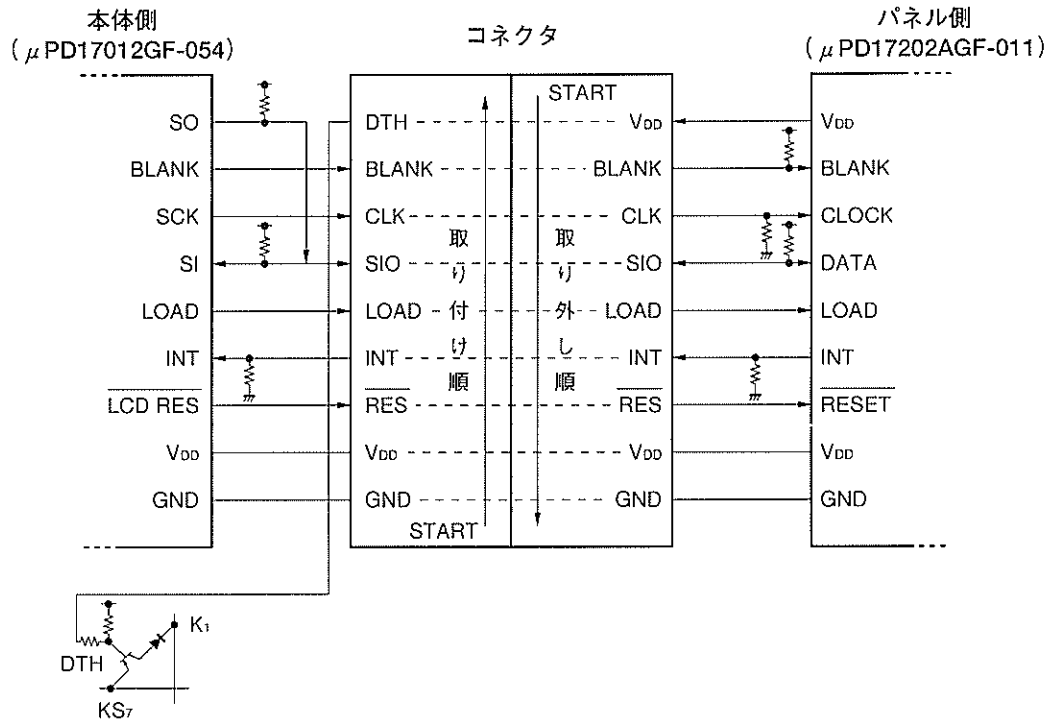 本体側
(μPD17012GF-054)
コネクタ
パネル側
(μPD17202AGF-011)
START
SO
DTH
VDD
VDD
BLANK
BLANK
BLANK
BLANK
SCK
CLK
CLK
CLOCK
SI
SIO
SIO
DATA
LOAD
LOAD
LOAD
LOAD
INT
INT
INT
INT
LCD RES
RES
RES
RESET
VDD
VDD
VDD
VDD
GND
GND
GND
GND
取り付け順
取り外し順
START
K1
DTH
KS7